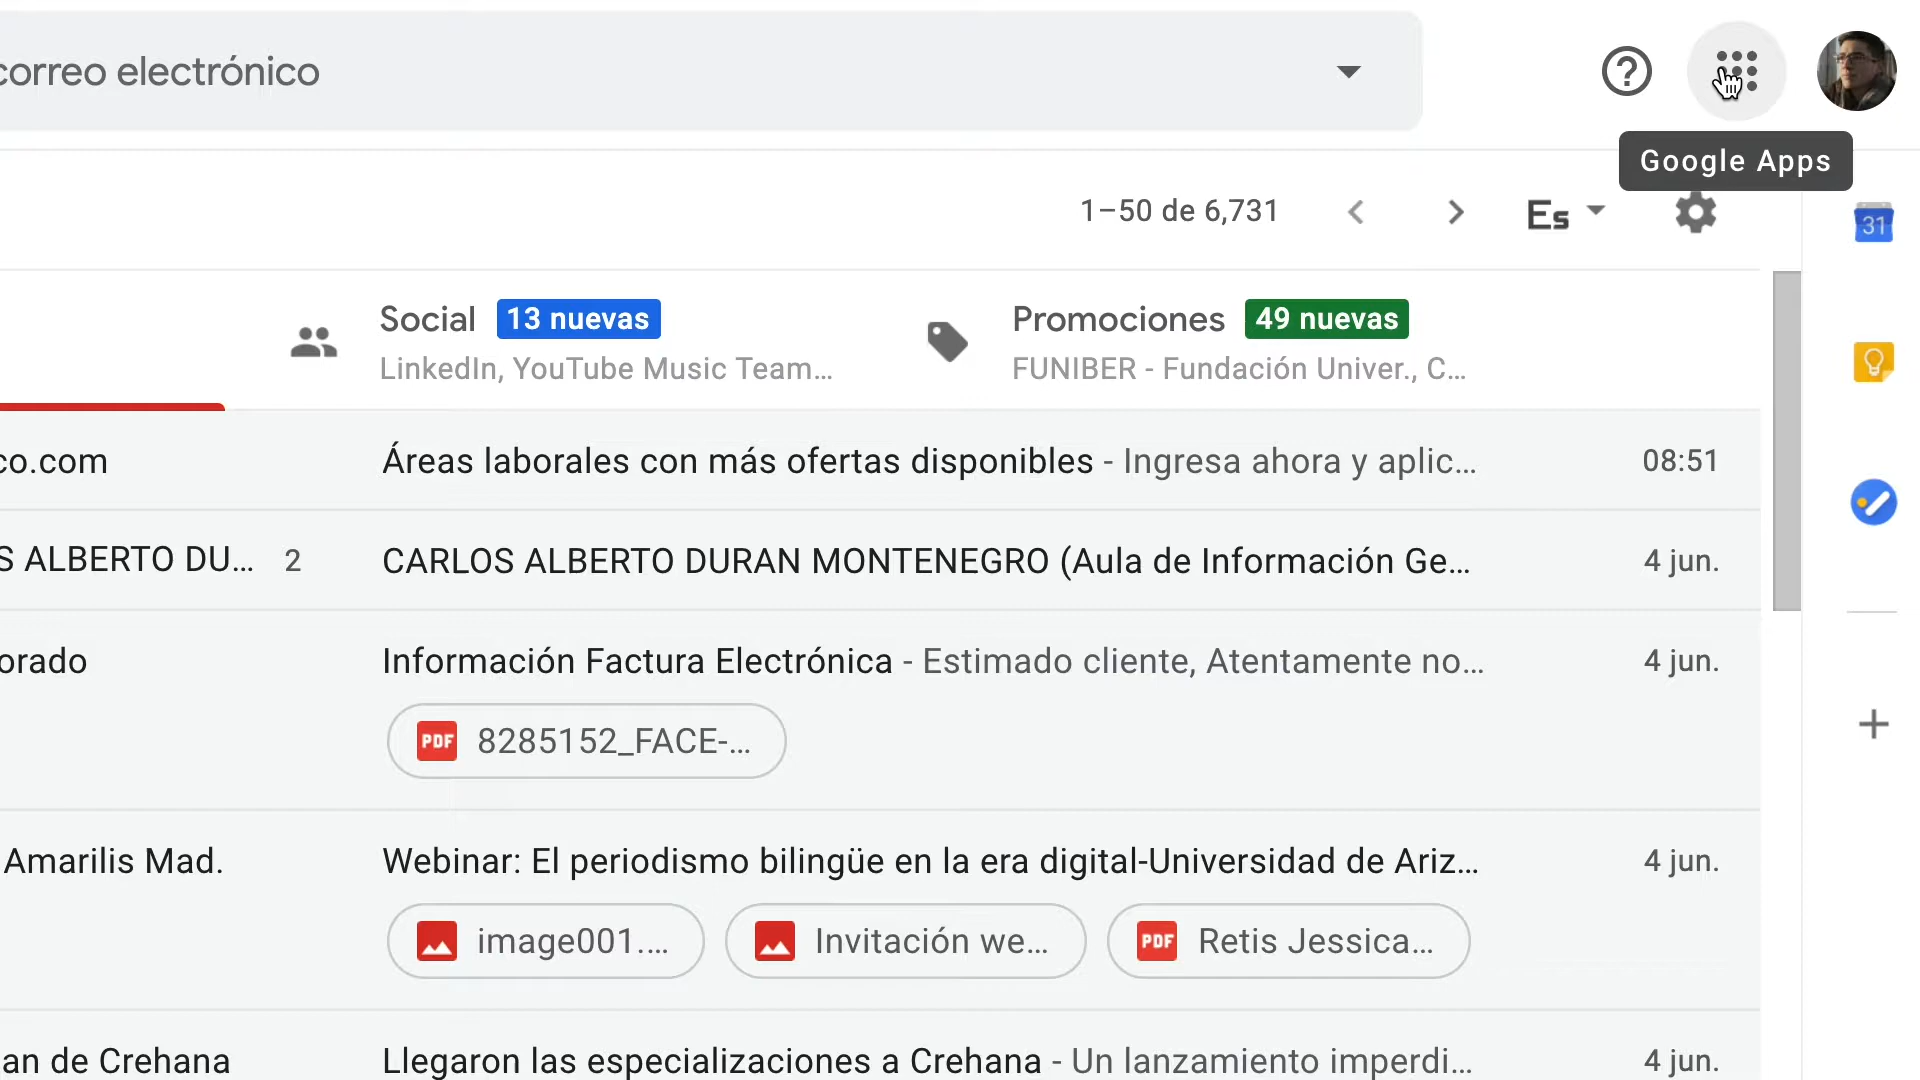 correo electrónico
Google Apps
1–50 de 6,731
Es
31
Social 13 nuevas
LinkedIn, YouTube Music Team…
Promociones 49 nuevas
FUNIBER - Fundación Univer., C…
co.com Áreas laborales con más ofertas disponibles - Ingresa ahora y aplic… 08:51
S ALBERTO DU… 2 CARLOS ALBERTO DURAN MONTENEGRO (Aula de Información Ge… 4 jun.
orado Información Factura Electrónica - Estimado cliente, Atentamente no… 4 jun.
PDF 8285152_FACE-…
Amarilis Mad. Webinar: El periodismo bilingüe en la era digital-Universidad de Ariz… 4 jun.
image001.… Invitación we… PDF Retis Jessica…
an de Crehana Llegaron las especializaciones a Crehana - Un lanzamiento imperdi… 4 jun.